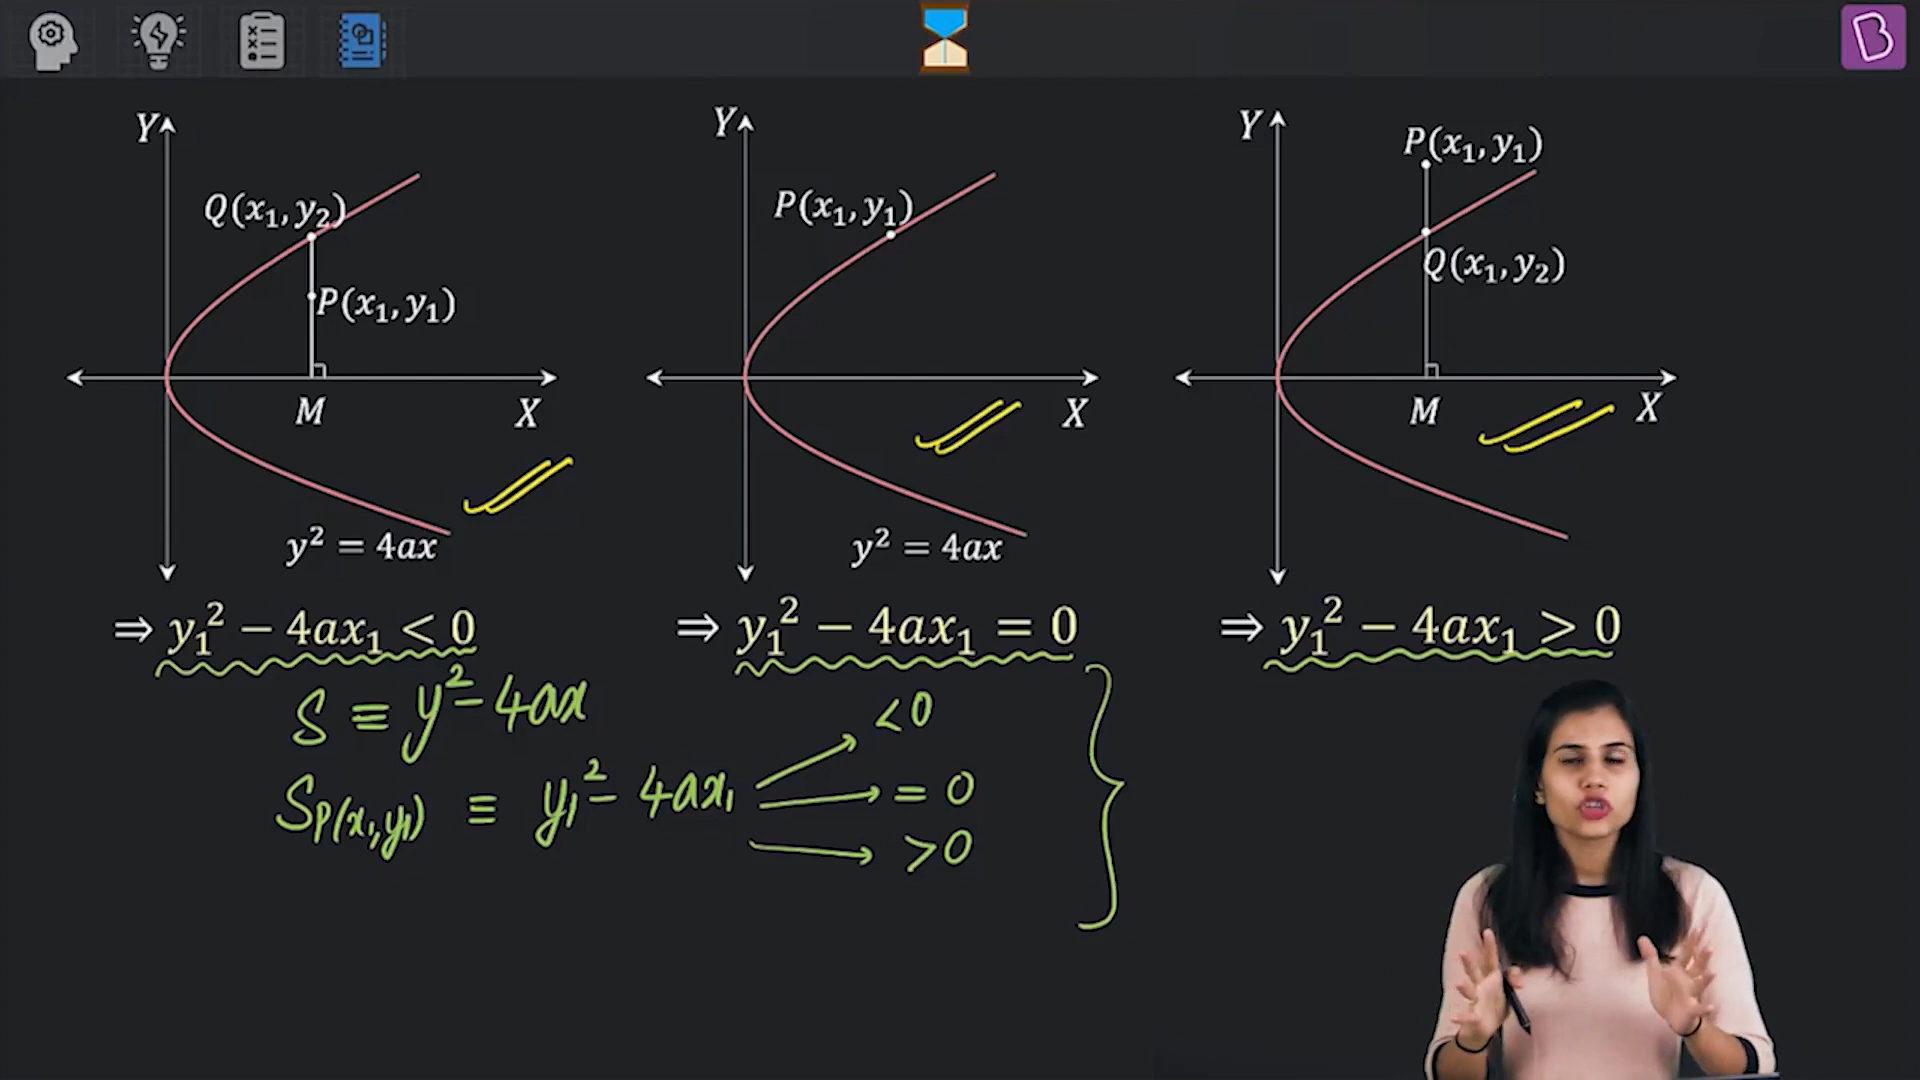 Y
Q(x₁, y₂)
P(x₁, y₁)
M
X
y² = 4ax
⇒ y₁² − 4ax₁ < 0
Y
P(x₁, y₁)
X
y² = 4ax
⇒ y₁² − 4ax₁ = 0
Y
P(x₁, y₁)
Q(x₁, y₂)
M
X
⇒ y₁² − 4ax₁ > 0
S ≡ y² − 4ax
S_P(x₁,y₁) ≡ y₁² − 4ax₁
< 0
= 0
> 0
B